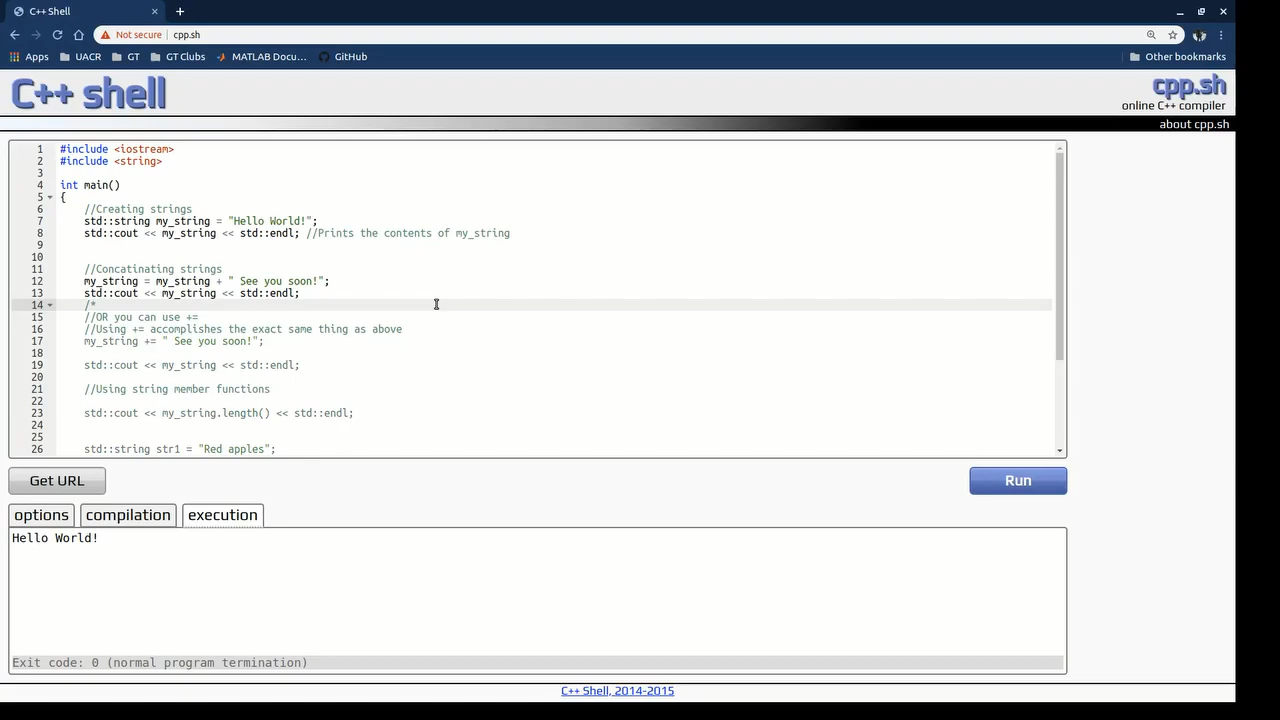 C++ Shell
Not secure | cpp.sh
Apps UACR GT GT Clubs MATLAB Docu... GitHub Other bookmarks
C++ shell
cpp.sh
online C++ compiler
about cpp.sh
1 #include <iostream>
2 #include <string>
3
4 int main()
5 {
6 //Creating strings
7 std::string my_string = "Hello World!";
8 std::cout << my_string << std::endl; //Prints the contents of my_string
9
10
11 //Concatinating strings
12 my_string = my_string + " See you soon!";
13 std::cout << my_string << std::endl;
14 /*
15 //OR you can use +=
16 //Using += accomplishes the exact same thing as above
17 my_string += " See you soon!";
18
19 std::cout << my_string << std::endl;
20
21 //Using string member functions
22
23 std::cout << my_string.length() << std::endl;
24
25
26 std::string str1 = "Red apples";
Get URL
Run
options compilation execution
Hello World!
Exit code: 0 (normal program termination)
C++ Shell, 2014-2015